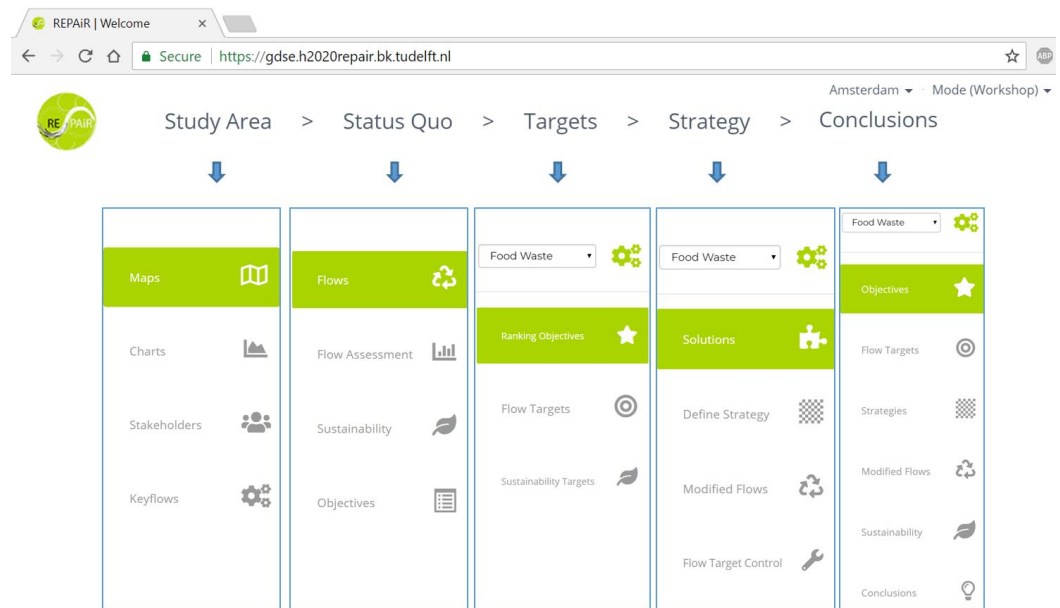 REPAiR | Welcome
Secure https://gdse.h2020repair.bk.tudelft.nl
ABP
Amsterdam Mode (Workshop)
RE PAiR
Study Area > Status Quo > Targets > Strategy > Conclusions
Maps
Charts
Stakeholders
Keyflows
Flows
Flow Assessment
Sustainability
Objectives
Food Waste
Ranking Objectives
Flow Targets
Sustainability Targets
Food Waste
Solutions
Define Strategy
Modified Flows
Flow Target Control
Food Waste
Objectives
Flow Targets
Strategies
Modified Flows
Sustainability
Conclusions